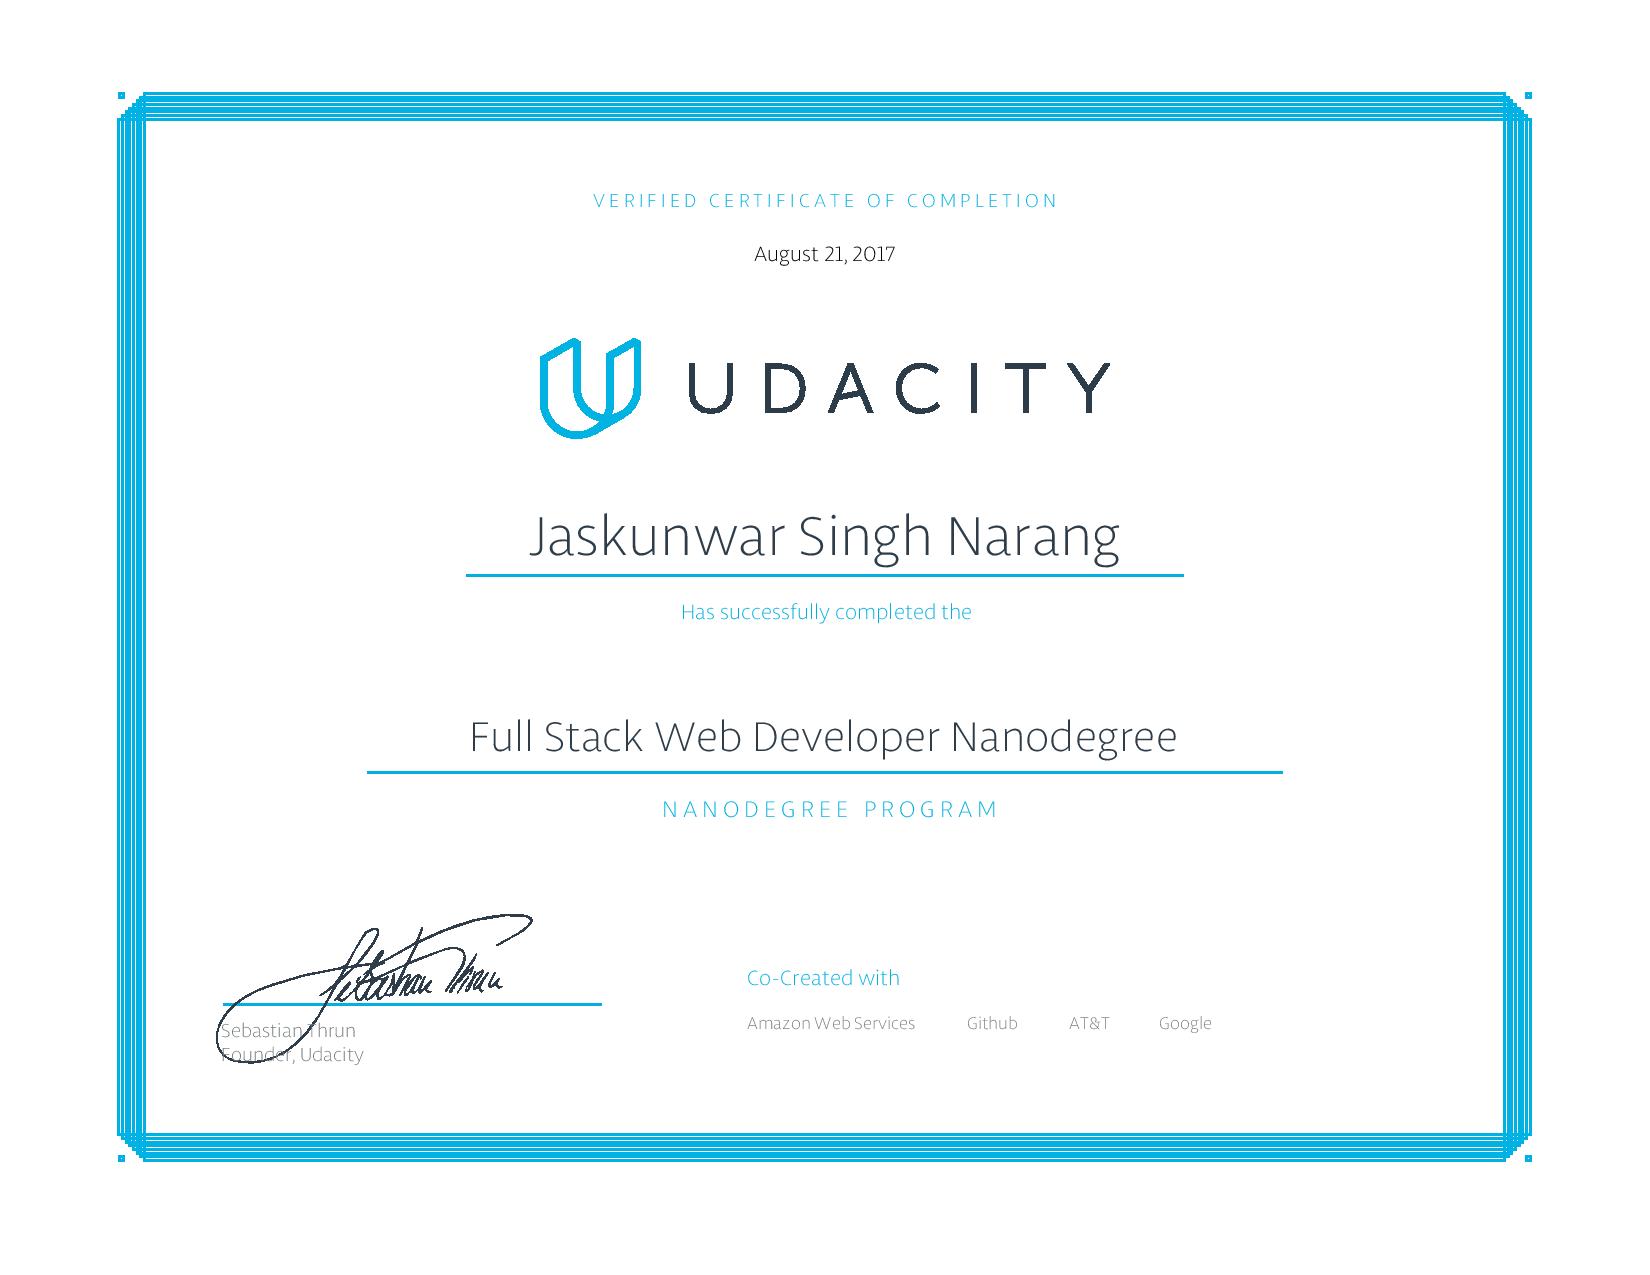 VERIFIED CERTIFICATE OF COMPLETION
August 21, 2017
UDACITY
Jaskunwar Singh Narang
Has successfully completed the
Full Stack Web Developer Nanodegree
NANODEGREE PROGRAM
Sebastian Thrun
Sebastian Thrun
Founder, Udacity
Co-Created with
Amazon Web Services Github AT&T Google